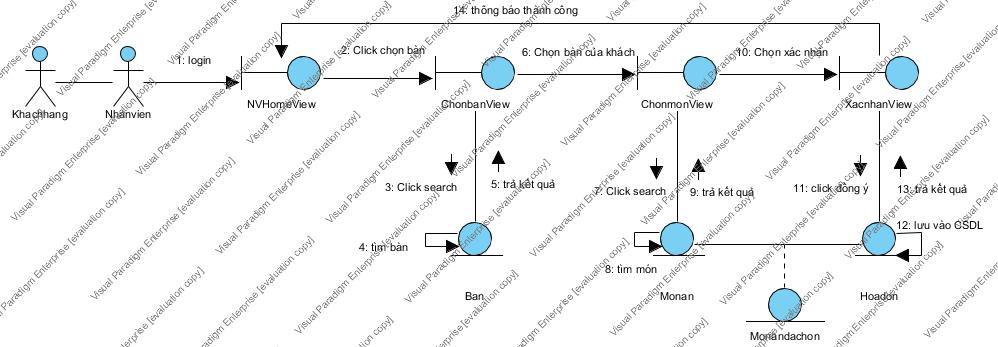 14: thông báo thành công
1: login
2: Click chọn bàn
6: Chọn bàn của khách
10: Chọn xác nhận
Khachhang
Nhanvien
NVHomeView
ChonbanView
ChonmonView
XacnhanView
3: Click search
5: trả kết quả
7: Click search
9: trả kết quả
11: click đồng ý
13: trả kết quả
4: tìm bàn
8: tìm món
12: lưu vào CSDL
Ban
Monan
Hoadon
Monandachon
Visual Paradigm Enterprise [evaluation copy]